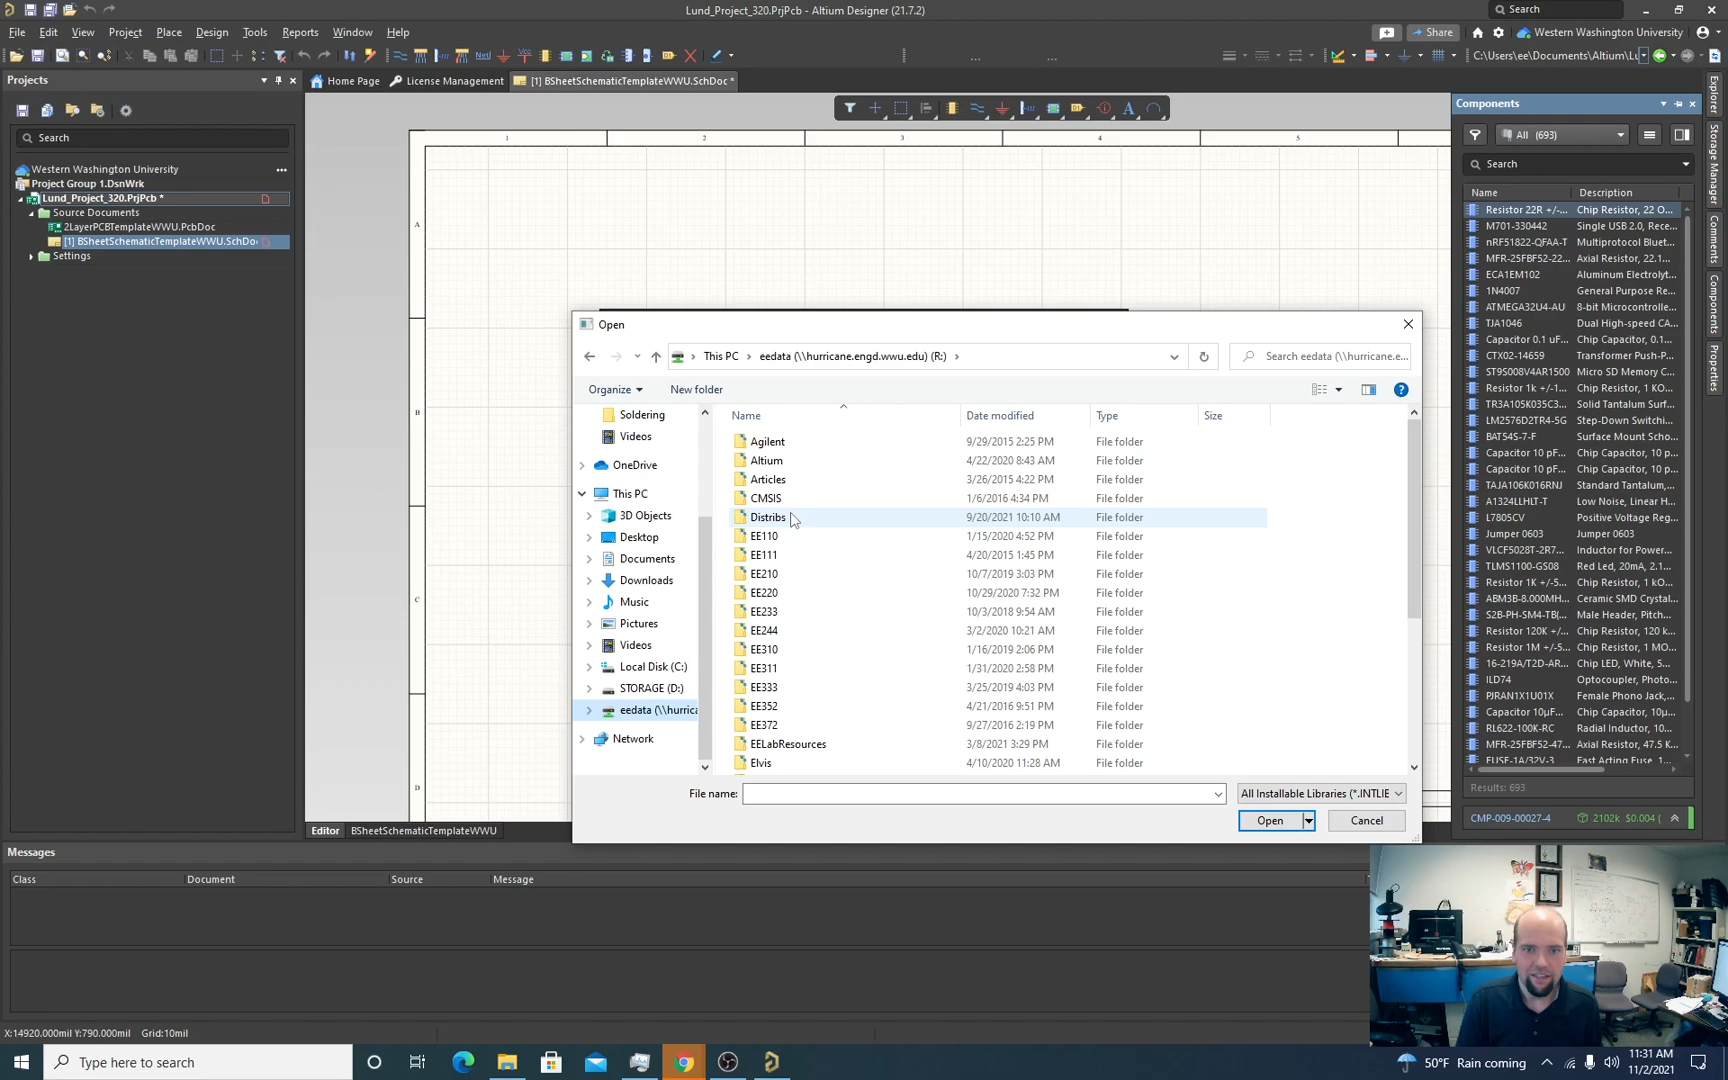 Lund_Project_320.PrjPcb - Altium Designer (21.7.2)
Search
File Edit View Project Place Design Tools Reports Window Help
Share
Western Washington University
C:\Users\ee\Documents\Altium\Lu
Projects
Home Page License Management [1] BSheetSchematicTemplateWWU.SchDoc *
Search
Western Washington University
Project Group 1.DsnWrk
Lund_Project_320.PrjPcb *
Source Documents
2LayerPCBTemplateWWU.PcbDoc
[1] BSheetSchematicTemplateWWU.SchDoc
Settings
1 2 3 4 5
A
B
C
D
Open
This PC > eedata (\\hurricane.engd.wwu.edu) (R:) >
Search eedata (\\hurricane.e...
Organize New folder
Soldering
Videos
OneDrive
This PC
3D Objects
Desktop
Documents
Downloads
Music
Pictures
Videos
Local Disk (C:)
STORAGE (D:)
eedata (\\hurrica
Network
Name Date modified Type Size
Agilent 9/29/2015 2:25 PM File folder
Altium 4/22/2020 8:43 AM File folder
Articles 3/26/2015 4:22 PM File folder
CMSIS 1/6/2016 4:34 PM File folder
Distribs 9/20/2021 10:10 AM File folder
EE110 1/15/2020 4:52 PM File folder
EE111 4/20/2015 1:45 PM File folder
EE210 10/7/2019 3:03 PM File folder
EE220 10/29/2020 7:32 PM File folder
EE233 10/3/2018 9:54 AM File folder
EE244 3/2/2020 10:21 AM File folder
EE310 1/16/2019 2:06 PM File folder
EE311 1/31/2020 2:58 PM File folder
EE333 3/25/2019 4:03 PM File folder
EE352 4/21/2016 9:51 PM File folder
EE372 9/27/2016 2:19 PM File folder
EELabResources 3/8/2021 3:29 PM File folder
Elvis 4/10/2020 11:28 AM File folder
File name: All Installable Libraries (*.INTLIE
Open Cancel
Components
All (693)
Search
Name Description
Resistor 22R +/-... Chip Resistor, 22 O...
M701-330442 Single USB 2.0, Rece...
nRF51822-QFAA-T Multiprotocol Bluet...
MFR-25FBF52-22... Axial Resistor, 22.1...
ECA1EM102 Aluminum Electrolyt...
1N4007 General Purpose Re...
ATMEGA32U4-AU 8-bit Microcontrolle...
TJA1046 Dual High-speed CA...
Capacitor 0.1 uF... Chip Capacitor, 0.1...
CTX02-14659 Transformer Push-P...
ST9S008V4AR1500 Micro SD Memory C...
Resistor 1k +/-1... Chip Resistor, 1 KO...
TR3A105K035C3... Solid Tantalum Surf...
LM2576D2TR4-5G Step-Down Switchi...
BAT54S-7-F Surface Mount Scho...
Capacitor 10 pF... Chip Capacitor, 10 p...
Capacitor 10 pF... Chip Capacitor, 10 p...
TAJA106K016RNJ Standard Tantalum,...
A1324LLHLT-T Low Noise, Linear H...
L7805CV Positive Voltage Reg...
Jumper 0603 Jumper 0603
VLCF5028T-2R7... Inductor for Power...
TLMS1100-GS08 Red Led, 20mA, 2.1...
Resistor 1K +/-5... Chip Resistor, 1 kO...
ABM3B-8.000MH... Ceramic SMD Crystal...
S2B-PH-SM4-TB(... Male Header, Pitch...
Resistor 120K +/... Chip Resistor, 120 k...
Resistor 1M +/-5... Chip Resistor, 1 MO...
16-219A/T2D-AR... Chip LED, White, 5...
ILD74 Optocoupler, Photo...
PJRAN1X1U01X Female Phono Jack,...
Capacitor 10µF... Chip Capacitor, 10µ...
RL622-100K-RC Radial Inductor, 10...
MFR-25FBF52-47... Axial Resistor, 47.5 K...
FUSE-1A/32V-3... Fast Acting Fuse, 1...
Results: 693
CMP-009-00027-4 2102k $0.004 (
Explorer
Storage Manager
Comments
Components
Properties
Editor BSheetSchematicTemplateWWU
Messages
Class Document Source Message
X:14920.000mil Y:790.000mil Grid:10mil
Type here to search
50°F Rain coming
11:31 AM
11/2/2021